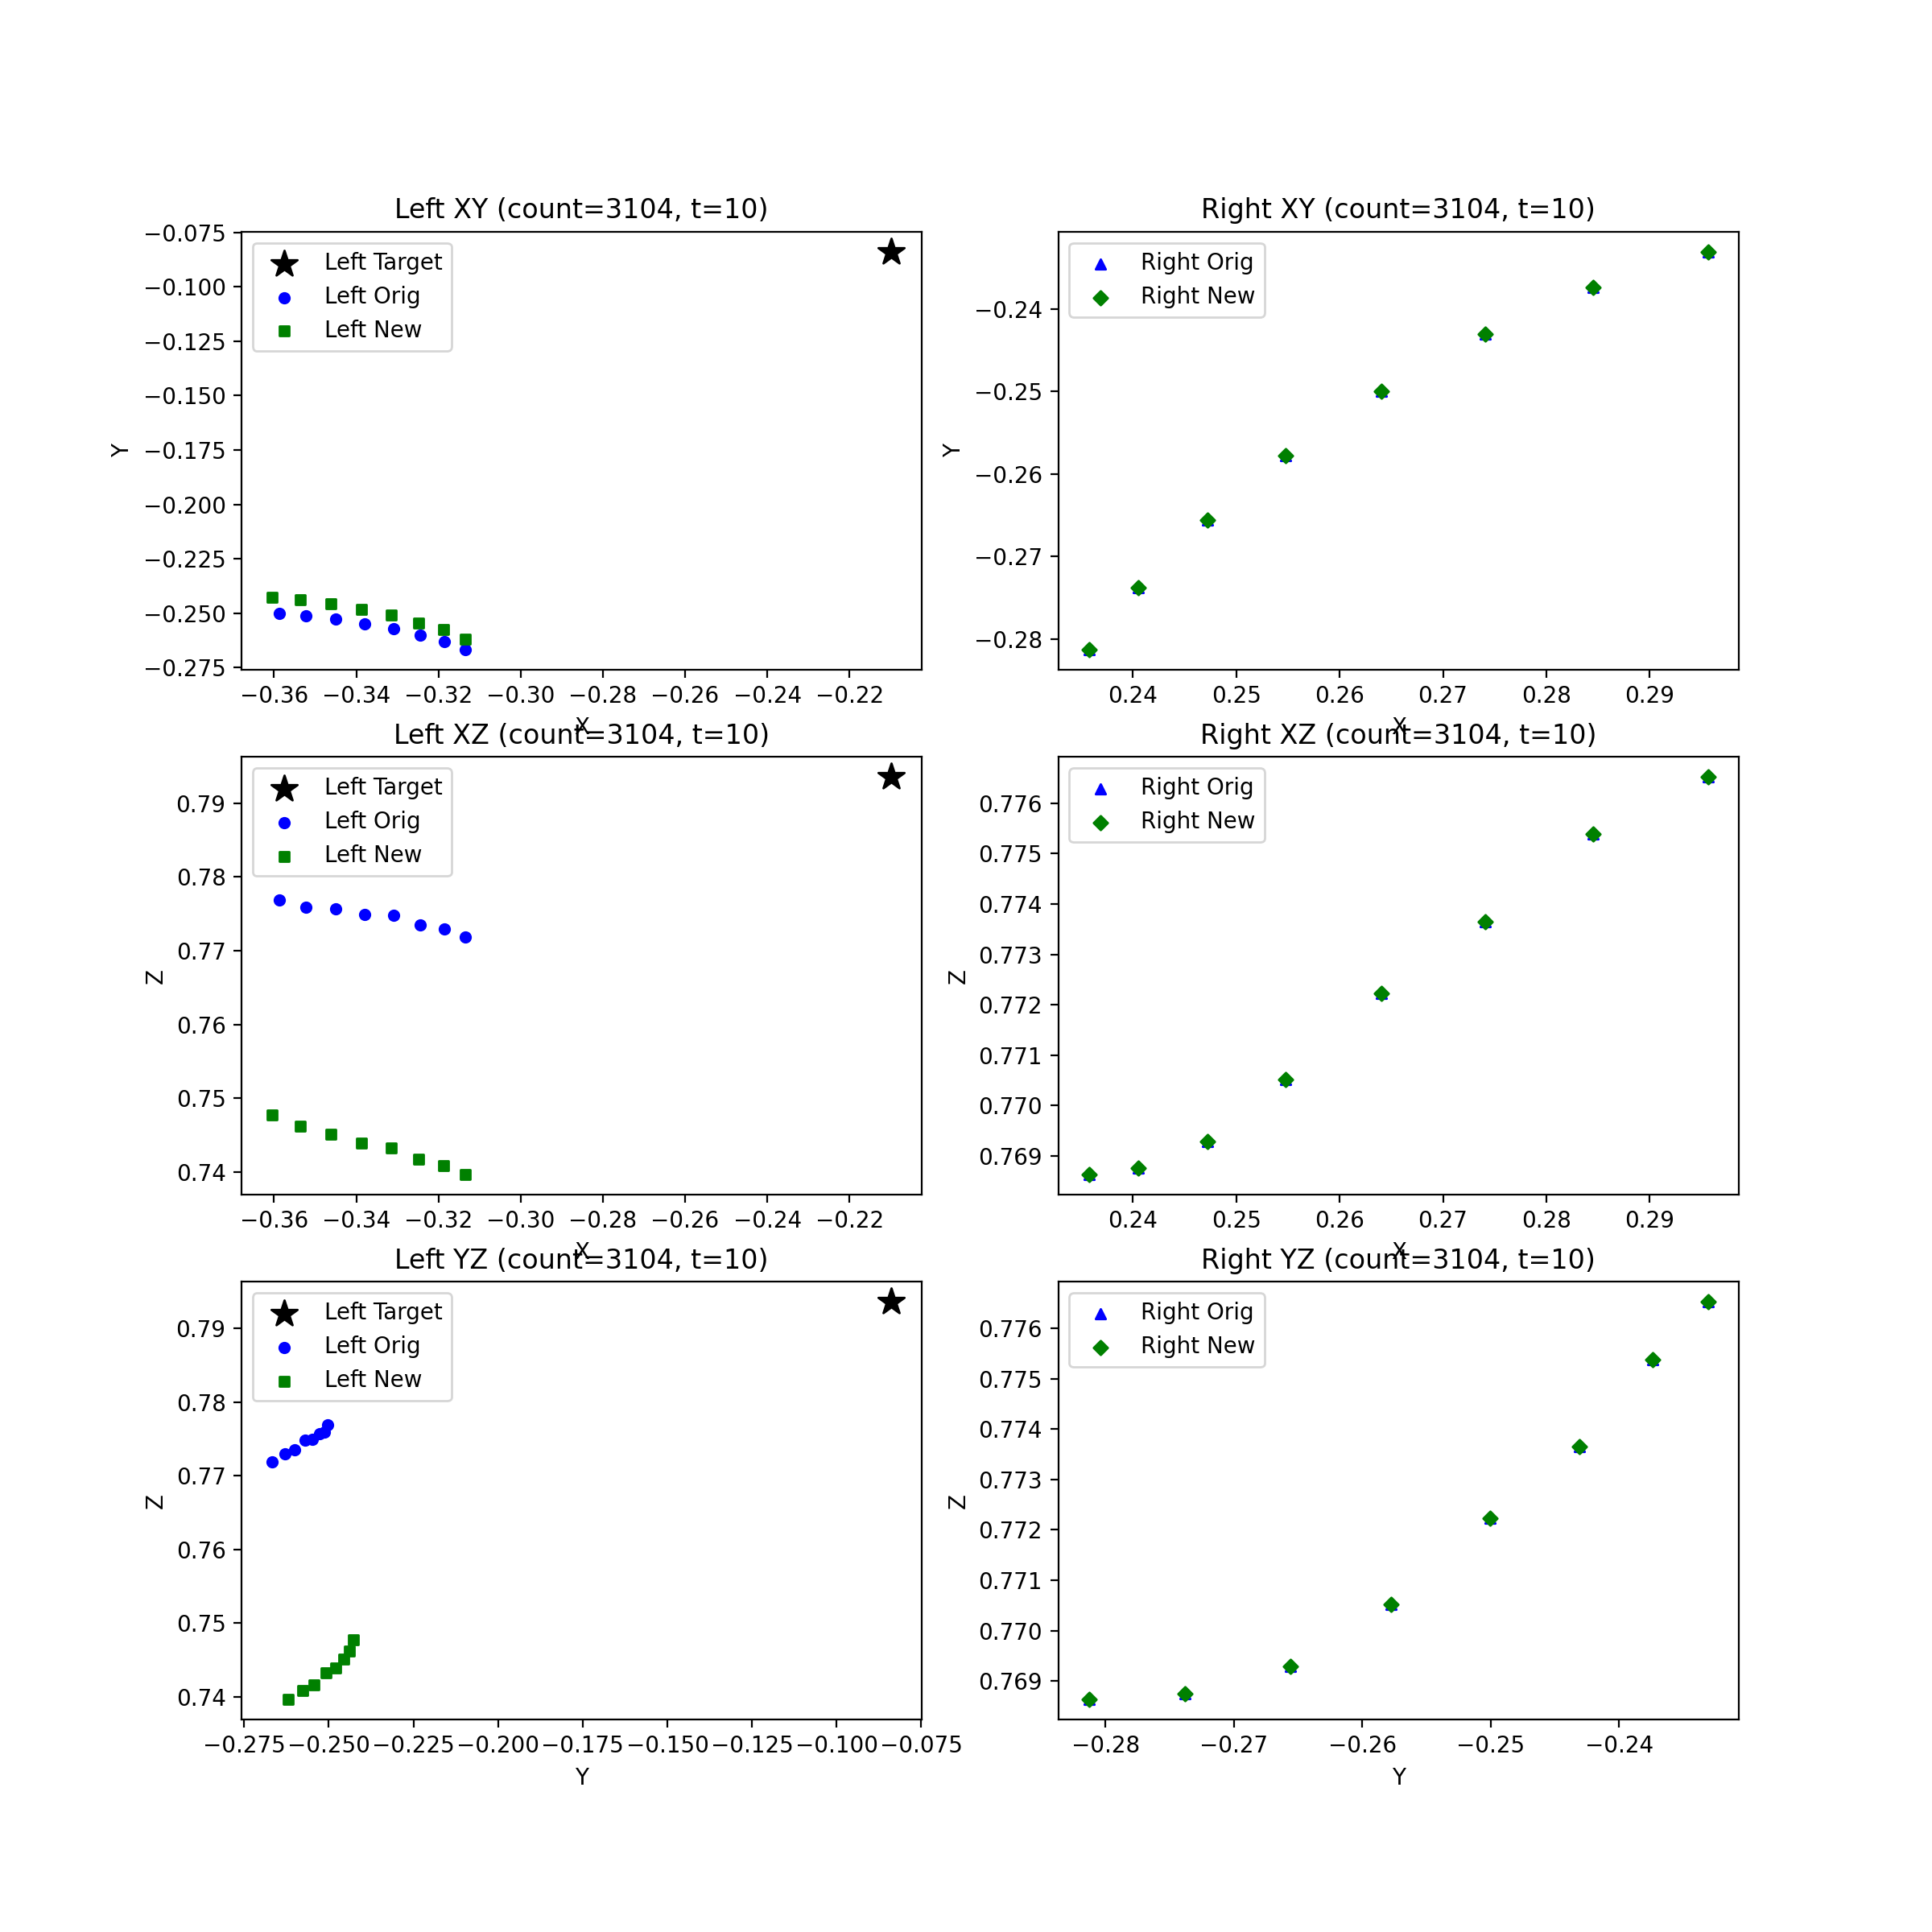 Left XY (count=3104, t=10)
Left Target
Left Orig
Left New
−0.075
−0.100
−0.125
−0.150
−0.175
−0.200
−0.225
−0.250
−0.275
Y
−0.36 −0.34 −0.32 −0.30 −0.28 −0.26 −0.24 −0.22
X
Right XY (count=3104, t=10)
Right Orig
Right New
−0.24
−0.25
−0.26
−0.27
−0.28
Y
0.24 0.25 0.26 0.27 0.28 0.29
X
Left XZ (count=3104, t=10)
Left Target
Left Orig
Left New
0.79
0.78
0.77
0.76
0.75
0.74
Z
−0.36 −0.34 −0.32 −0.30 −0.28 −0.26 −0.24 −0.22
X
Right XZ (count=3104, t=10)
Right Orig
Right New
0.776
0.775
0.774
0.773
0.772
0.771
0.770
0.769
Z
0.24 0.25 0.26 0.27 0.28 0.29
X
Left YZ (count=3104, t=10)
Left Target
Left Orig
Left New
0.79
0.78
0.77
0.76
0.75
0.74
Z
−0.275 −0.250 −0.225 −0.200 −0.175 −0.150 −0.125 −0.100 −0.075
Y
Right YZ (count=3104, t=10)
Right Orig
Right New
0.776
0.775
0.774
0.773
0.772
0.771
0.770
0.769
Z
−0.28 −0.27 −0.26 −0.25 −0.24
Y